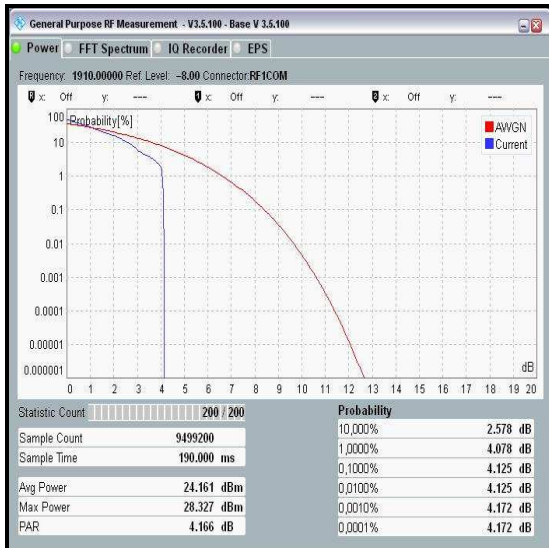 General Purpose RF Measurement - V3.5.100 - Base V 3.5.100
Power FFT Spectrum IQ Recorder EPS
Frequency: 1910.00000 Ref. Level: -8.00 Connector:RF1COM
x: Off y: --- 1 x: Off y: --- 2 x: Off y: ---
Probability[%]
AWGN
Current
100
10
1
0.1
0.01
0.001
0.0001
0.00001
0.000001
dB
0 1 2 3 4 5 6 7 8 9 10 11 12 13 14 15 16 17 18 19 20
Statistic Count 200 / 200
Sample Count 9499200
Sample Time 190.000 ms
Avg Power 24.161 dBm
Max Power 28.327 dBm
PAR 4.166 dB
Probability
10,000% 2.578 dB
1,0000% 4.078 dB
0,1000% 4.125 dB
0,0100% 4.125 dB
0,0010% 4.172 dB
0,0001% 4.172 dB